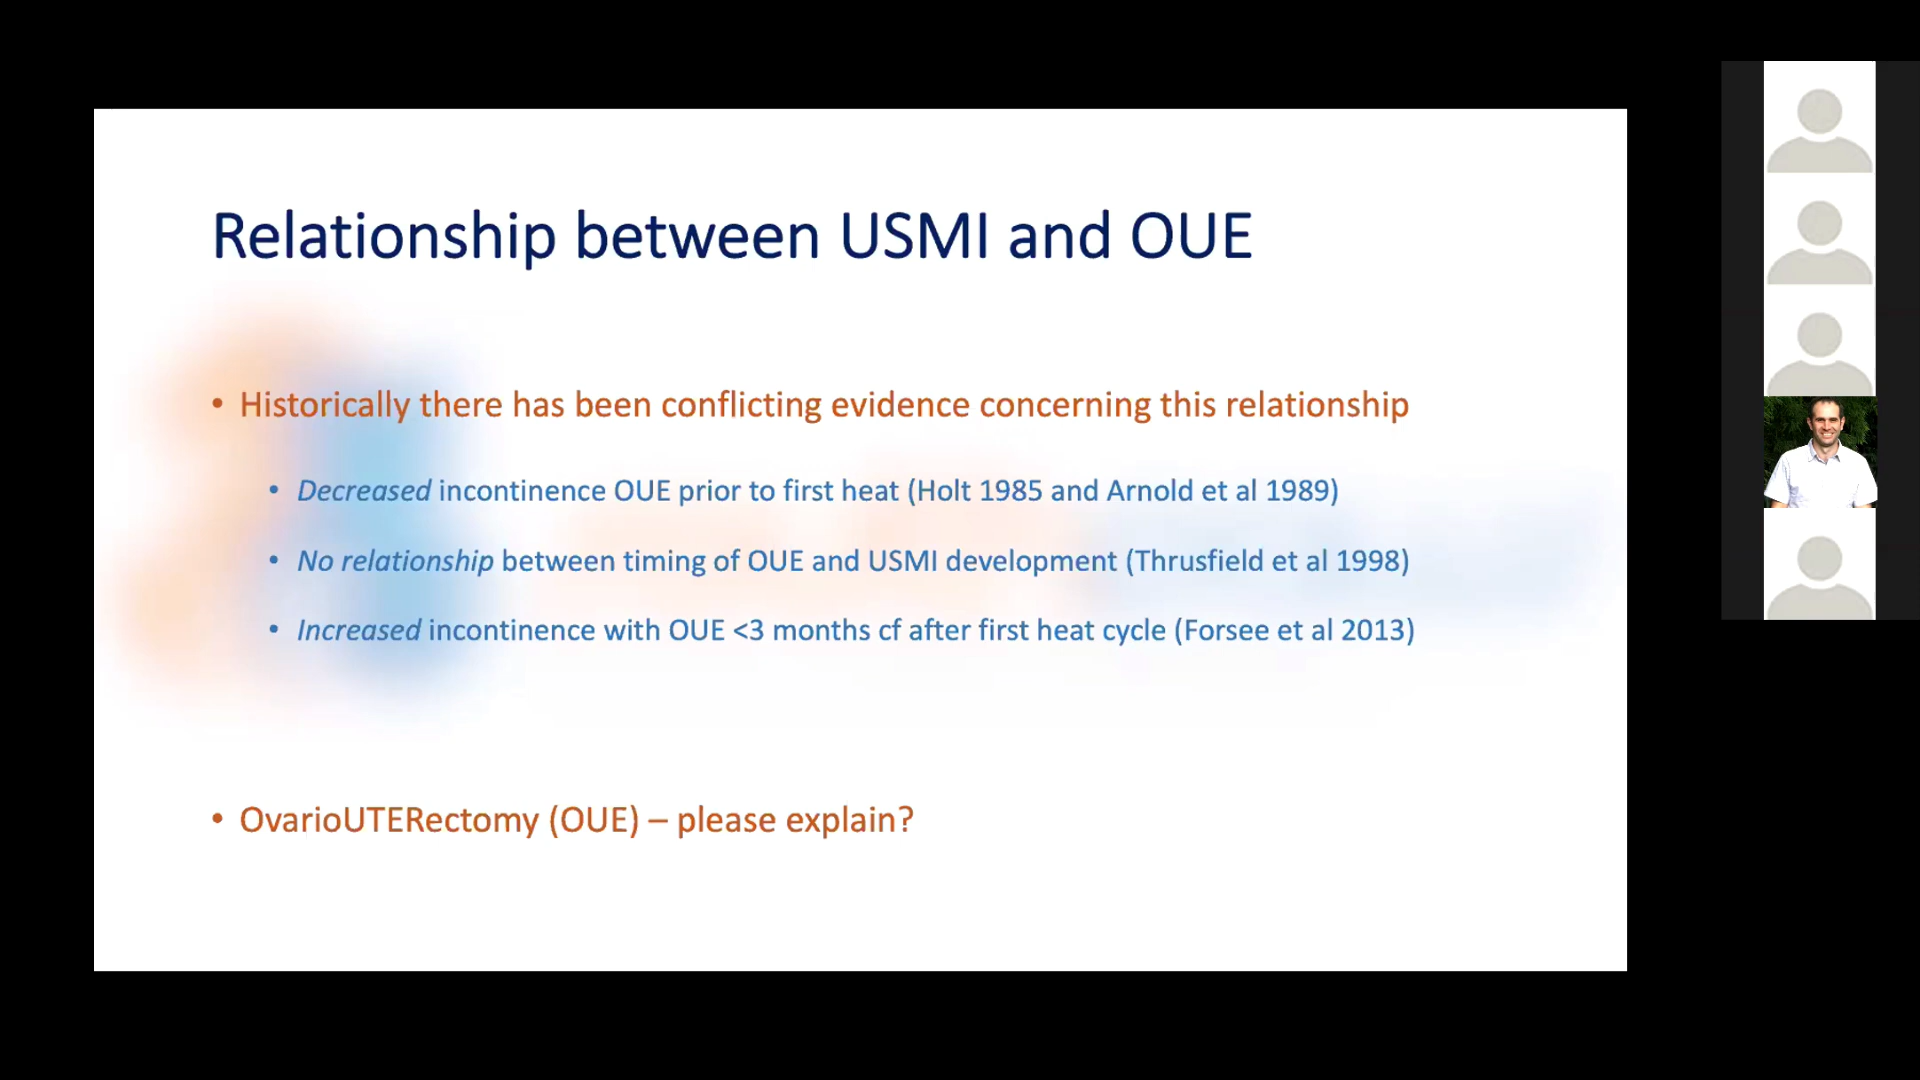 Relationship between USMI and OUE
• Historically there has been conflicting evidence concerning this relationship
• Decreased incontinence OUE prior to first heat (Holt 1985 and Arnold et al 1989)
• No relationship between timing of OUE and USMI development (Thrusfield et al 1998)
• Increased incontinence with OUE <3 months cf after first heat cycle (Forsee et al 2013)
• OvarioUTERectomy (OUE) – please explain?